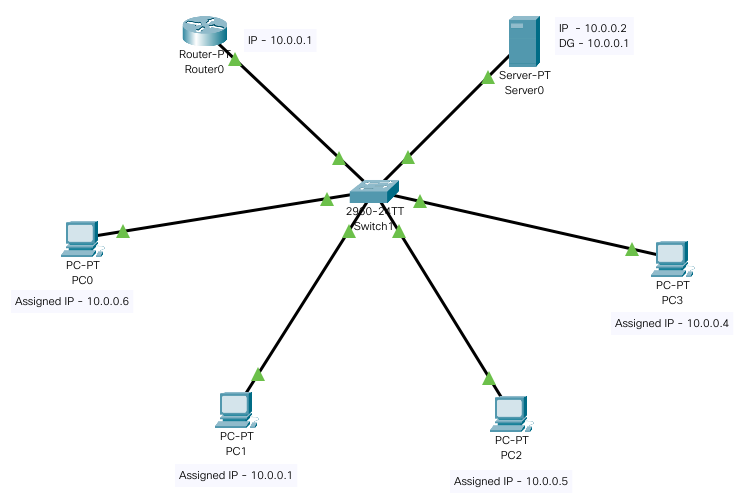 IP - 10.0.0.1
Router-PT
Router0
IP - 10.0.0.2
DG - 10.0.0.1
Server-PT
Server0
2960-24TT
Switch1
PC-PT
PC0
Assigned IP - 10.0.0.6
PC-PT
PC3
Assigned IP - 10.0.0.4
PC-PT
PC1
Assigned IP - 10.0.0.1
PC-PT
PC2
Assigned IP - 10.0.0.5